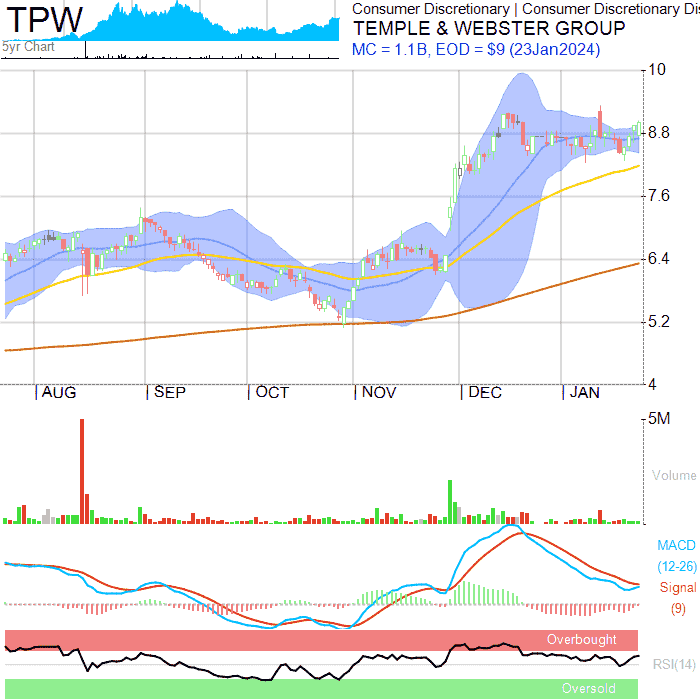 TPW
5yr Chart
Consumer Discretionary | Consumer Discretionary Dis
TEMPLE & WEBSTER GROUP
MC = 1.1B, EOD = $9 (23Jan2024)
10
8.8
7.6
6.4
5.2
4
AUG SEP OCT NOV DEC JAN
5M
Volume
MACD
(12-26)
Signal
(9)
Overbought
RSI(14)
Oversold